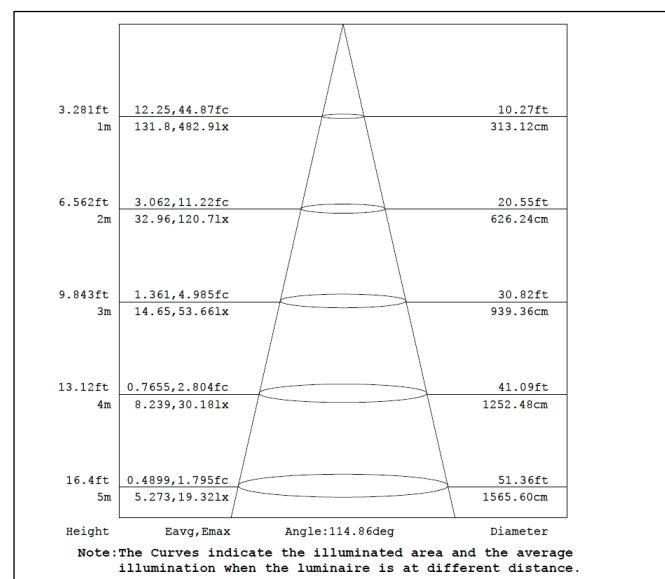 3.281ft 12.25,44.87fc 10.27ft
1m 131.8,482.9lx 313.12cm
6.562ft 3.062,11.22fc 20.55ft
2m 32.96,120.7lx 626.24cm
9.843ft 1.361,4.985fc 30.82ft
3m 14.65,53.66lx 939.36cm
13.12ft 0.7655,2.804fc 41.09ft
4m 8.239,30.18lx 1252.48cm
16.4ft 0.4899,1.795fc 51.36ft
5m 5.273,19.32lx 1565.60cm
Height Eavg,Emax Angle:114.86deg Diameter
Note:The Curves indicate the illuminated area and the average
illumination when the luminaire is at different distance.